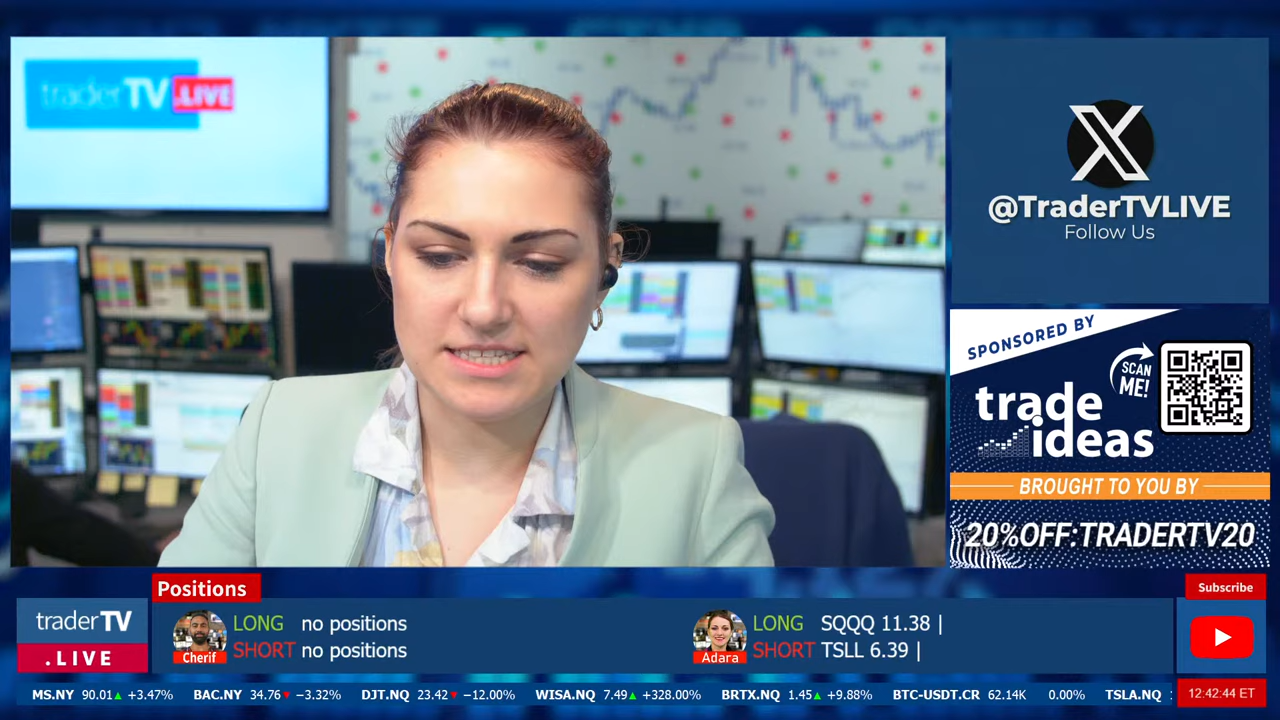 traderTV.LIVE
@TraderTVLIVE
Follow Us
SPONSORED BY
SCAN
ME!
trade
ideas
BROUGHT TO YOU BY
20%OFF:TRADERTV20
Positions
Subscribe
traderTV
.LIVE
Cherif
LONG no positions
SHORT no positions
Adara
LONG SQQQ 11.38 |
SHORT TSLL 6.39 |
MS.NY 90.01▲ +3.47% BAC.NY 34.76▼ −3.32% DJT.NQ 23.42▼ −12.00% WISA.NQ 7.49▲ +328.00% BRTX.NQ 1.45▲ +9.88% BTC-USDT.CR 62.14K 0.00% TSLA.NQ
12:42:44 ET